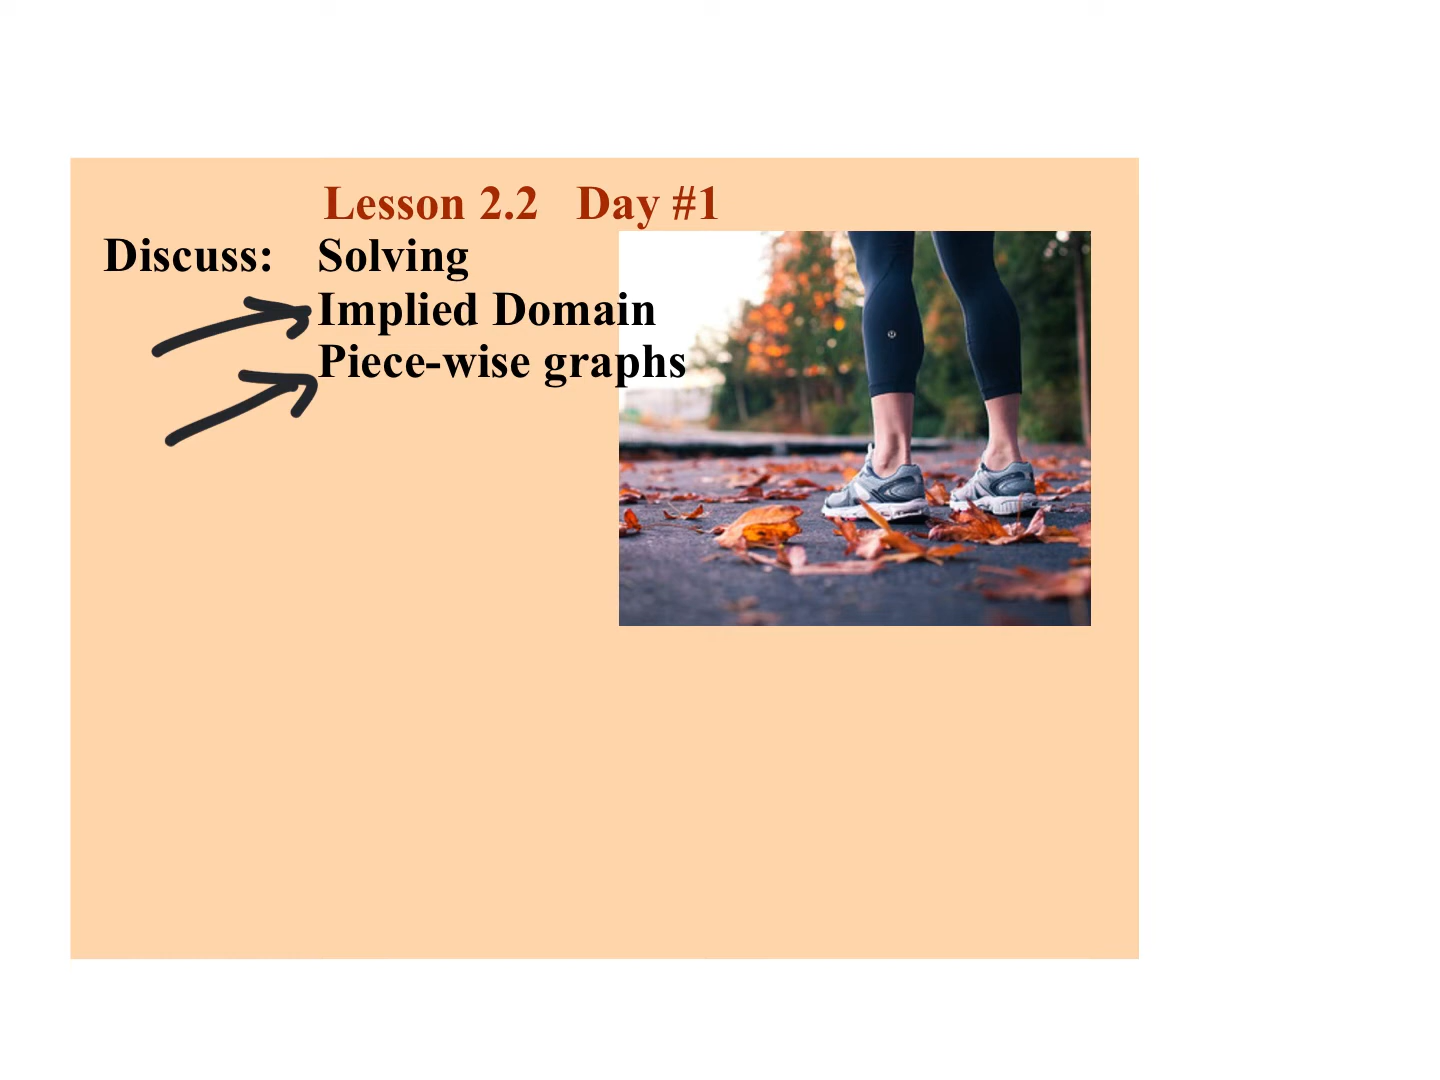 Lesson 2.2 Day #1
Discuss: Solving
Implied Domain
Piece-wise graphs